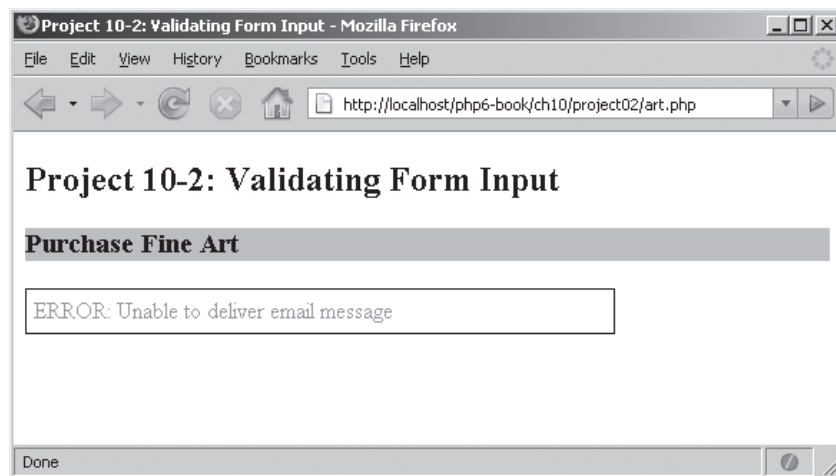 Project 10-2: Validating Form Input - Mozilla Firefox
File Edit View History Bookmarks Tools Help
http://localhost/php6-book/ch10/project02/art.php
Project 10-2: Validating Form Input
Purchase Fine Art
ERROR: Unable to deliver email message
Done